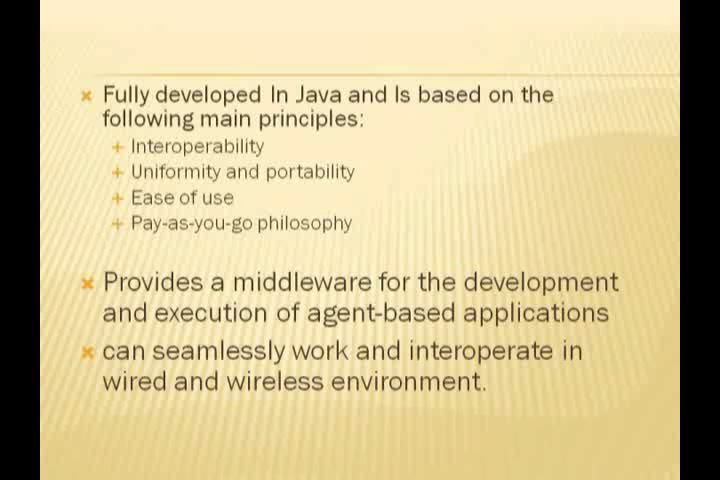 Fully developed In Java and Is based on the
following main principles:
Interoperability
Uniformity and portability
Ease of use
Pay-as-you-go philosophy
Provides a middleware for the development
and execution of agent-based applications
can seamlessly work and interoperate in
wired and wireless environment.